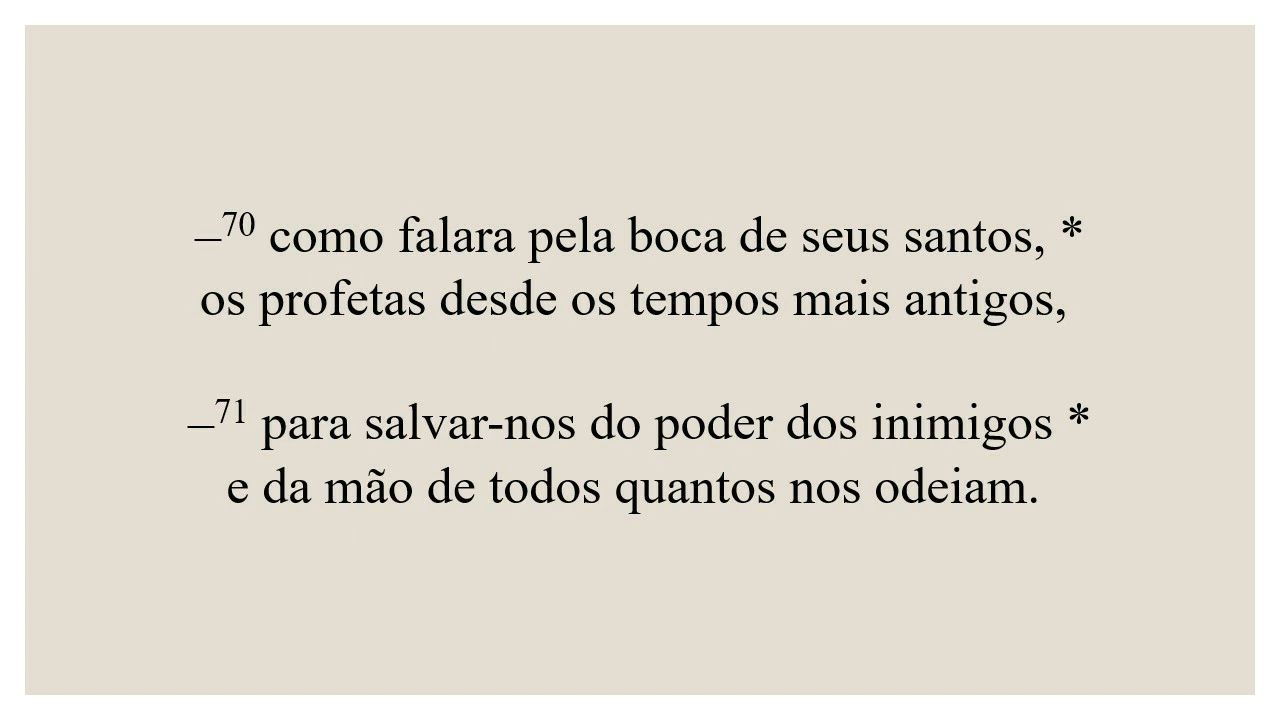 –⁷⁰ como falara pela boca de seus santos, *
os profetas desde os tempos mais antigos,
–⁷¹ para salvar-nos do poder dos inimigos *
e da mão de todos quantos nos odeiam.